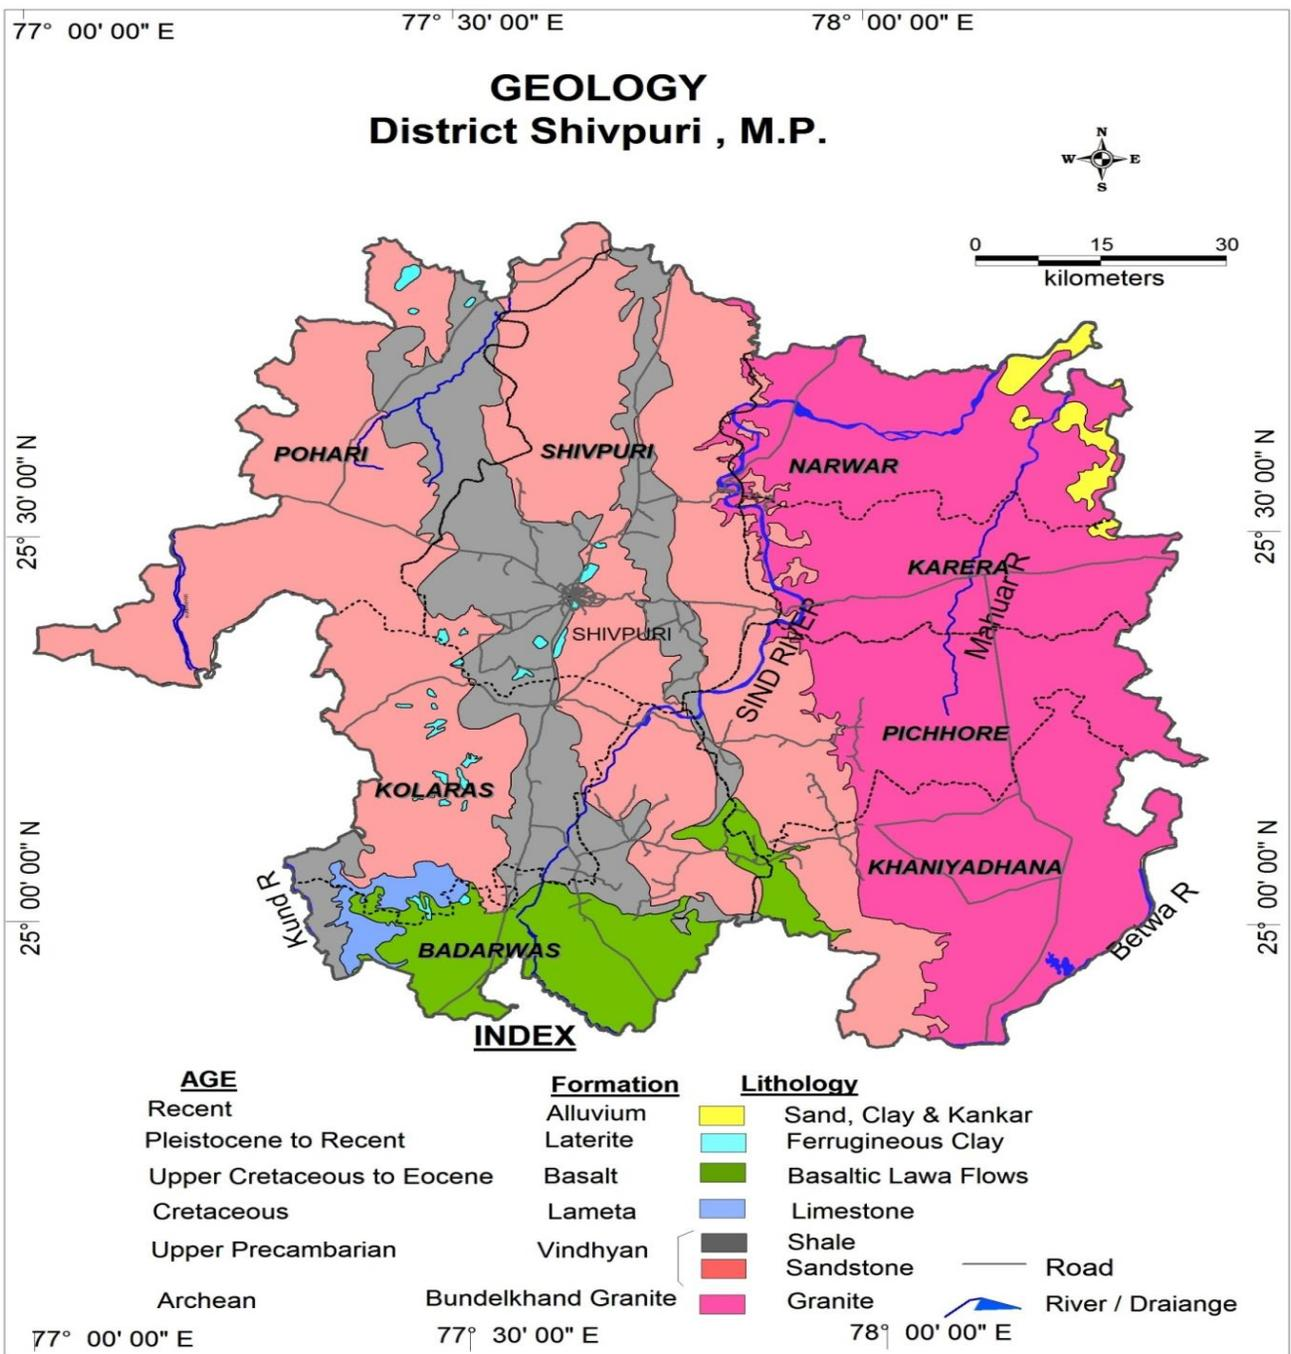 77° 00' 00" E 77° 30' 00" E 78° 00' 00" E
GEOLOGY
District Shivpuri , M.P.
N
W E
S
0 15 30
kilometers
25° 30' 00" N
25° 30' 00" N
POHARI
SHIVPURI
NARWAR
KARERA
Mahuar R
SHIVPURI
SIND RIVER
PICHHORE
KOLARAS
25° 00' 00" N
25° 00' 00" N
KHANIYADHANA
Kund R
Betwa R
BADARWAS
INDEX
AGE Formation Lithology
Recent Alluvium Sand, Clay & Kankar
Pleistocene to Recent Laterite Ferrugineous Clay
Upper Cretaceous to Eocene Basalt Basaltic Lawa Flows
Cretaceous Lameta Limestone
Upper Precambarian Vindhyan Shale
Sandstone Road
Archean Bundelkhand Granite Granite River / Draiange
77° 00' 00" E 77° 30' 00" E 78° 00' 00" E